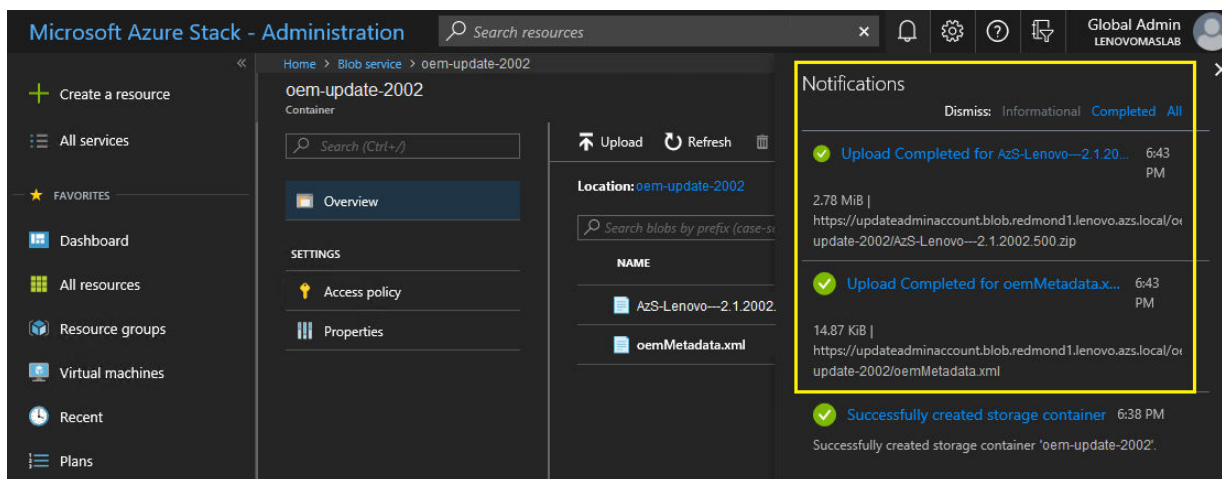 Microsoft Azure Stack - Administration
Search resources
Global Admin
LENOVOMASLAB
Create a resource
All services
FAVORITES
Dashboard
All resources
Resource groups
Virtual machines
Recent
Plans
Home > Blob service > oem-update-2002
oem-update-2002
Container
Search (Ctrl+/)
Overview
SETTINGS
Access policy
Properties
Upload Refresh
Location: oem-update-2002
Search blobs by prefix (case-s
NAME
AzS-Lenovo---2.1.2002.
oemMetadata.xml
Notifications
Dismiss: Informational Completed All
Upload Completed for AzS-Lenovo---2.1.20... 6:43
PM
2.78 MiB |
https://updateadminaccount.blob.redmond1.lenovo.azs.local/oe
update-2002/AzS-Lenovo---2.1.2002.500.zip
Upload Completed for oemMetadata.x... 6:43
PM
14.87 KiB |
https://updateadminaccount.blob.redmond1.lenovo.azs.local/oe
update-2002/oemMetadata.xml
Successfully created storage container 6:38 PM
Successfully created storage container 'oem-update-2002'.